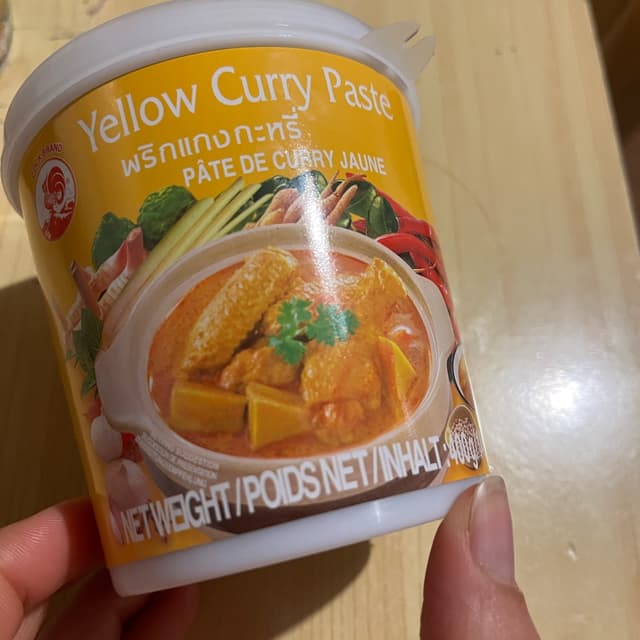 Yellow Curry Paste
พริกแกงกะหรี่
PÂTE DE CURRY JAUNE
BRAND
NET WEIGHT/POIDS NET/INHALT: